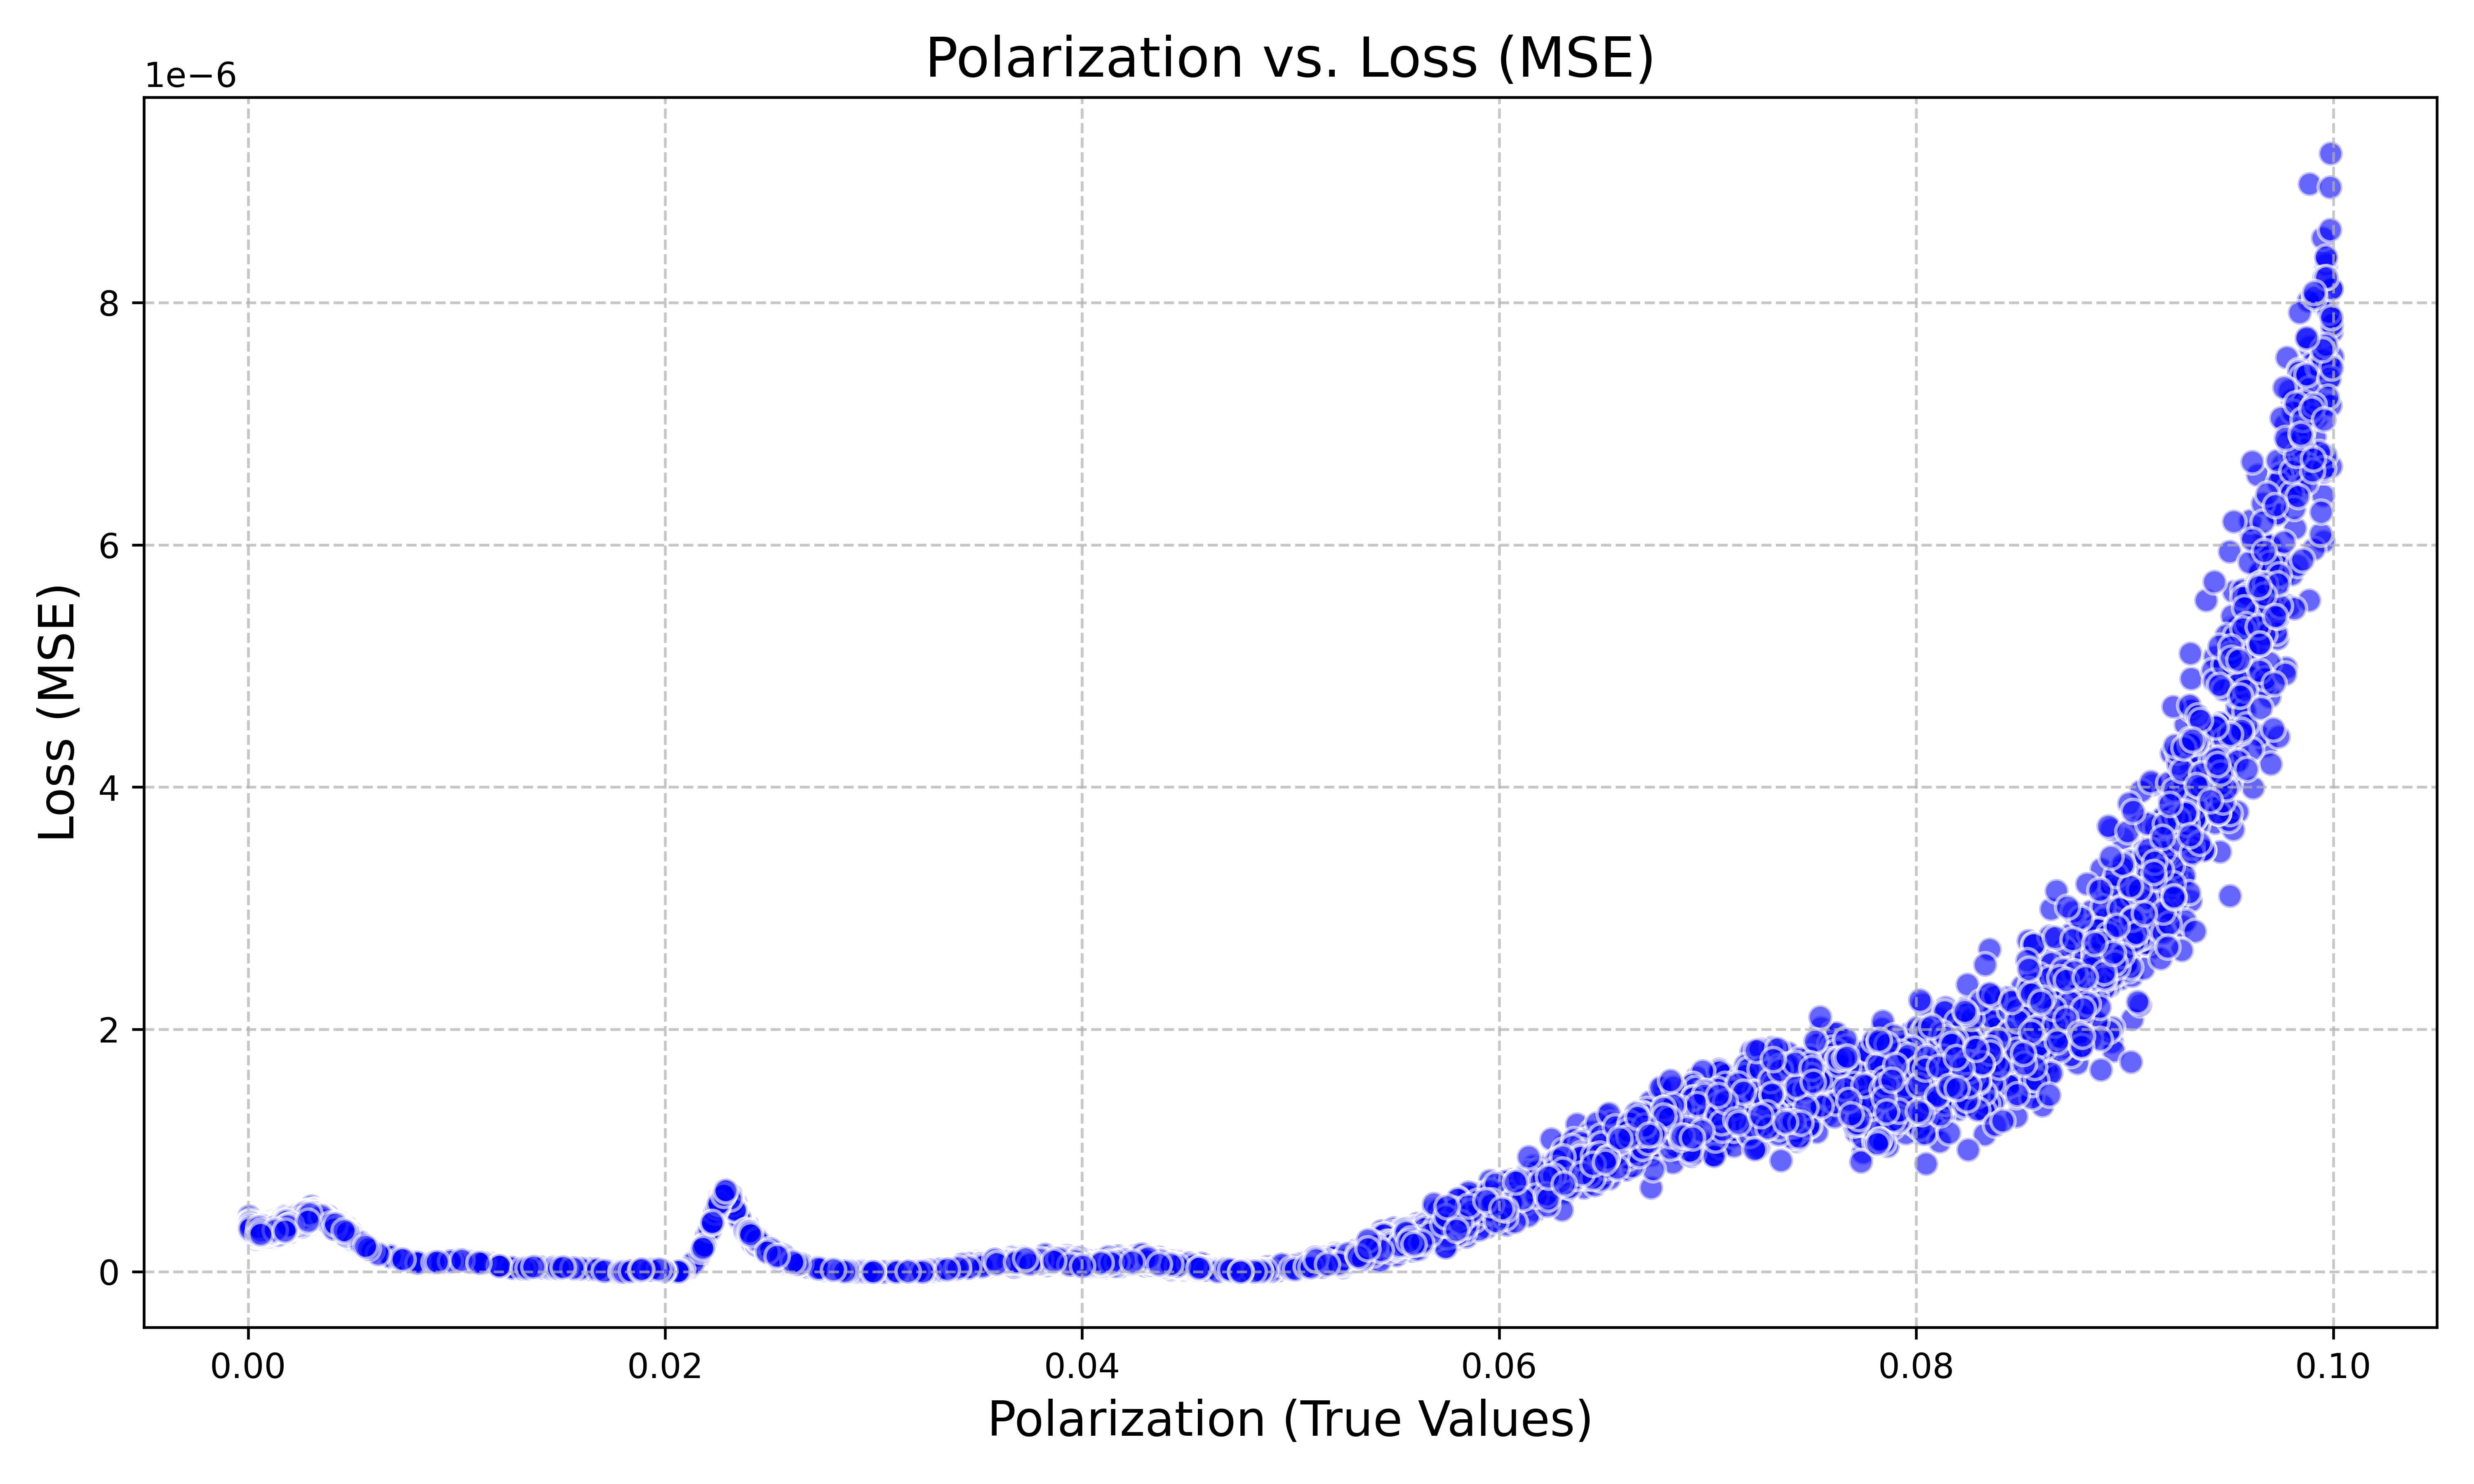 Polarization vs. Loss (MSE)
1e−6
8
6
4
2
0
Loss (MSE)
0.00 0.02 0.04 0.06 0.08 0.10
Polarization (True Values)